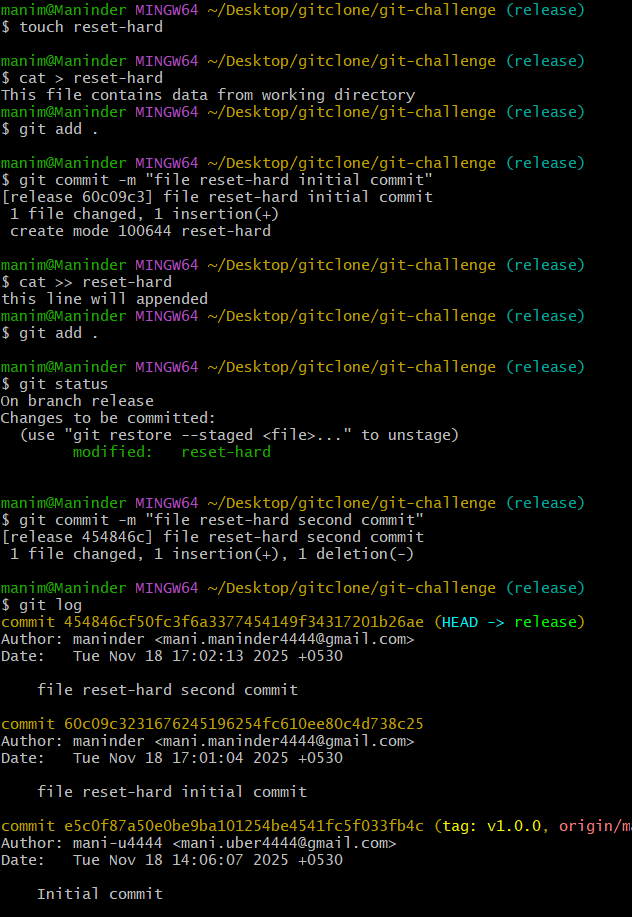 manim@Maninder MINGW64 ~/Desktop/gitclone/git-challenge (release)
$ touch reset-hard
manim@Maninder MINGW64 ~/Desktop/gitclone/git-challenge (release)
$ cat > reset-hard
This file contains data from working directory
manim@Maninder MINGW64 ~/Desktop/gitclone/git-challenge (release)
$ git add .
manim@Maninder MINGW64 ~/Desktop/gitclone/git-challenge (release)
$ git commit -m "file reset-hard initial commit"
[release 60c09c3] file reset-hard initial commit
 1 file changed, 1 insertion(+)
 create mode 100644 reset-hard
manim@Maninder MINGW64 ~/Desktop/gitclone/git-challenge (release)
$ cat >> reset-hard
this line will appended
manim@Maninder MINGW64 ~/Desktop/gitclone/git-challenge (release)
$ git add .
manim@Maninder MINGW64 ~/Desktop/gitclone/git-challenge (release)
$ git status
On branch release
Changes to be committed:
  (use "git restore --staged <file>..." to unstage)
        modified:   reset-hard
manim@Maninder MINGW64 ~/Desktop/gitclone/git-challenge (release)
$ git commit -m "file reset-hard second commit"
[release 454846c] file reset-hard second commit
 1 file changed, 1 insertion(+), 1 deletion(-)
manim@Maninder MINGW64 ~/Desktop/gitclone/git-challenge (release)
$ git log
commit 454846cf50fc3f6a3377454149f34317201b26ae (HEAD -> release)
Author: maninder <mani.maninder4444@gmail.com>
Date:   Tue Nov 18 17:02:13 2025 +0530
    file reset-hard second commit
commit 60c09c3231676245196254fc610ee80c4d738c25
Author: maninder <mani.maninder4444@gmail.com>
Date:   Tue Nov 18 17:01:04 2025 +0530
    file reset-hard initial commit
commit e5c0f87a50e0be9ba101254be4541fc5f033fb4c (tag: v1.0.0, origin/m
Author: mani-u4444 <mani.uber4444@gmail.com>
Date:   Tue Nov 18 14:06:07 2025 +0530
    Initial commit